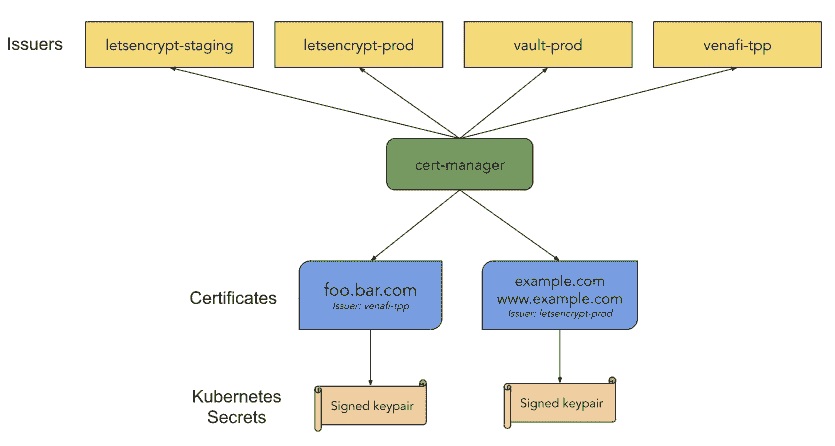 Issuers
letsencrypt-staging
letsencrypt-prod
vault-prod
venafi-tpp
cert-manager
Certificates
foo.bar.com
Issuer: venafi-tpp
example.com
www.example.com
Issuer: letsencrypt-prod
Kubernetes
Secrets
Signed keypair
Signed keypair